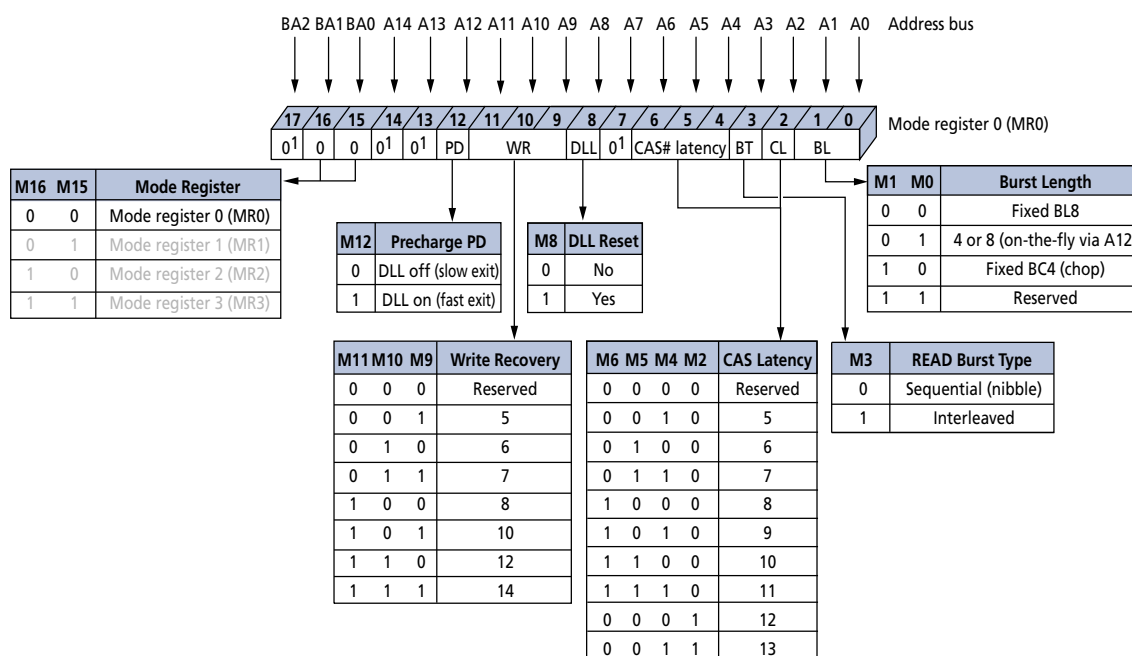 BA2 BA1 BA0 A14 A13 A12 A11 A10 A9 A8 A7 A6 A5 A4 A3 A2 A1 A0 Address bus
17 16 15 14 13 12 11 10 9 8 7 6 5 4 3 2 1 0 Mode register 0 (MR0)
0¹ 0 0 0¹ 0¹ PD WR DLL 0¹ CAS# latency BT CL BL
M16 M15 Mode Register
0 0 Mode register 0 (MR0)
0 1 Mode register 1 (MR1)
1 0 Mode register 2 (MR2)
1 1 Mode register 3 (MR3)
M12 Precharge PD
0 DLL off (slow exit)
1 DLL on (fast exit)
M8 DLL Reset
0 No
1 Yes
M1 M0 Burst Length
0 0 Fixed BL8
0 1 4 or 8 (on-the-fly via A12
1 0 Fixed BC4 (chop)
1 1 Reserved
M11 M10 M9 Write Recovery
0 0 0 Reserved
0 0 1 5
0 1 0 6
0 1 1 7
1 0 0 8
1 0 1 10
1 1 0 12
1 1 1 14
M6 M5 M4 M2 CAS Latency
0 0 0 0 Reserved
0 0 1 0 5
0 1 0 0 6
0 1 1 0 7
1 0 0 0 8
1 0 1 0 9
1 1 0 0 10
1 1 1 0 11
0 0 0 1 12
0 0 1 1 13
M3 READ Burst Type
0 Sequential (nibble)
1 Interleaved